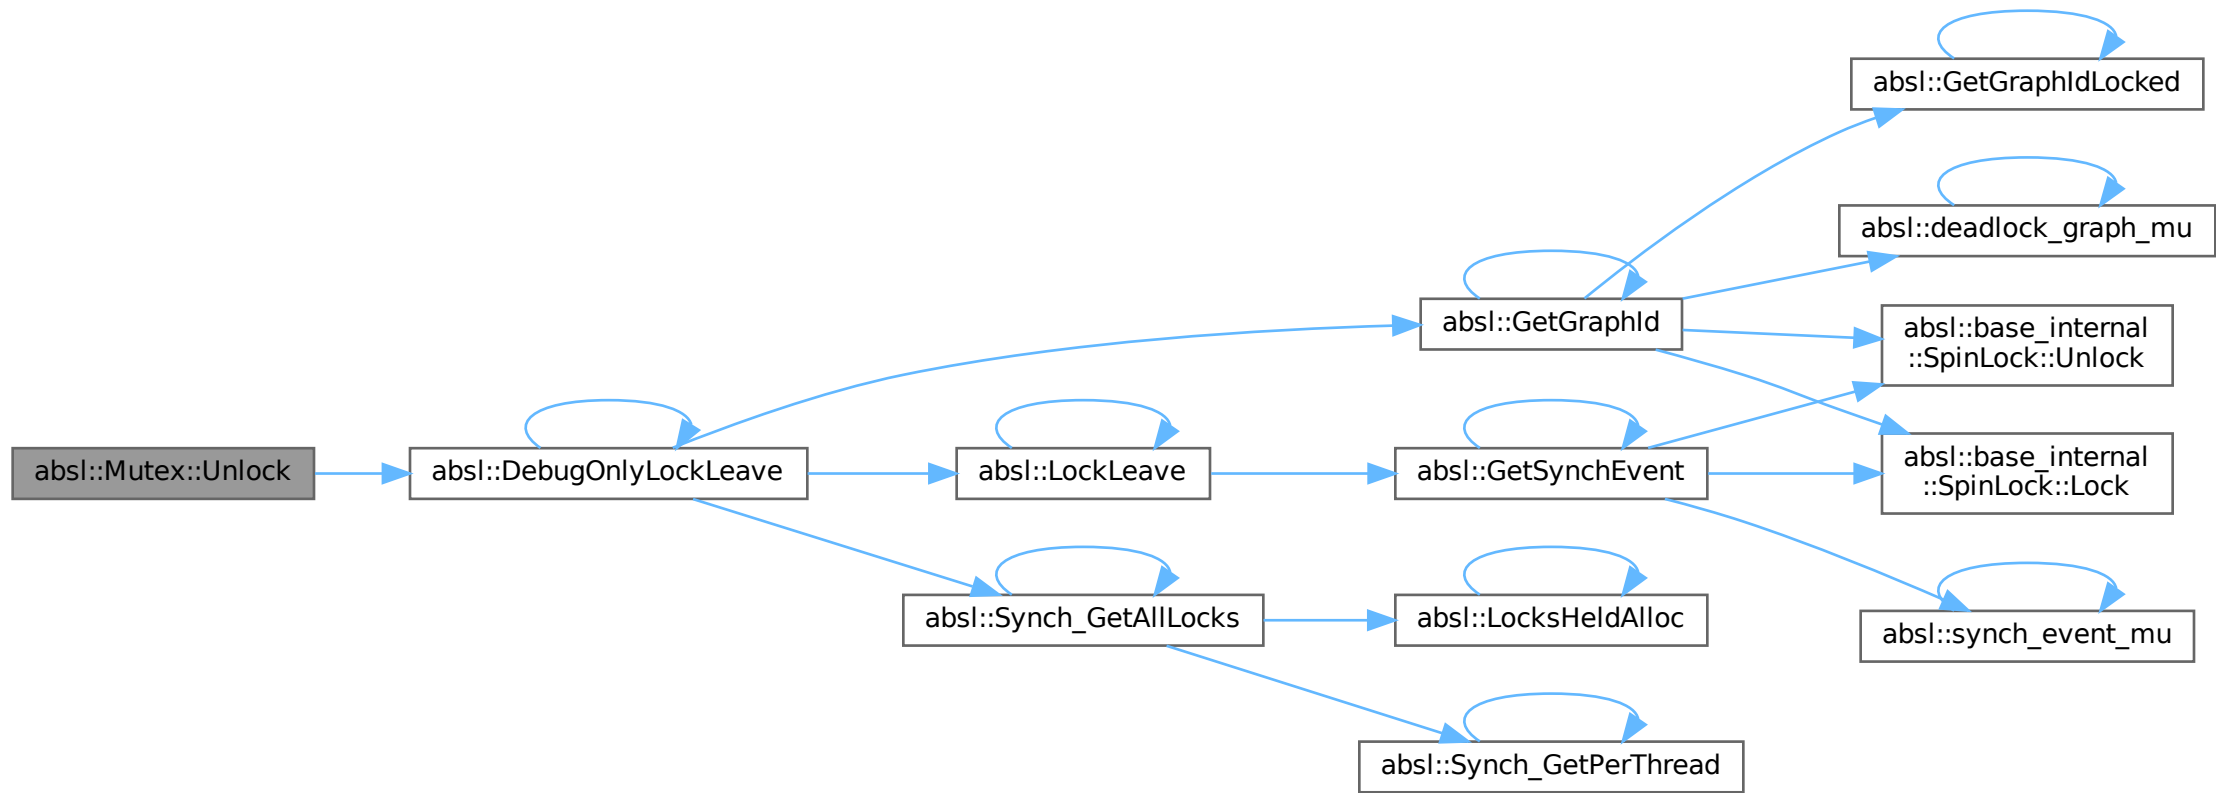 absl::GetGraphIdLocked
absl::deadlock_graph_mu
absl::GetGraphId
absl::base_internal
::SpinLock::Unlock
absl::Mutex::Unlock
absl::DebugOnlyLockLeave
absl::LockLeave
absl::GetSynchEvent
absl::base_internal
::SpinLock::Lock
absl::Synch_GetAllLocks
absl::LocksHeldAlloc
absl::synch_event_mu
absl::Synch_GetPerThread